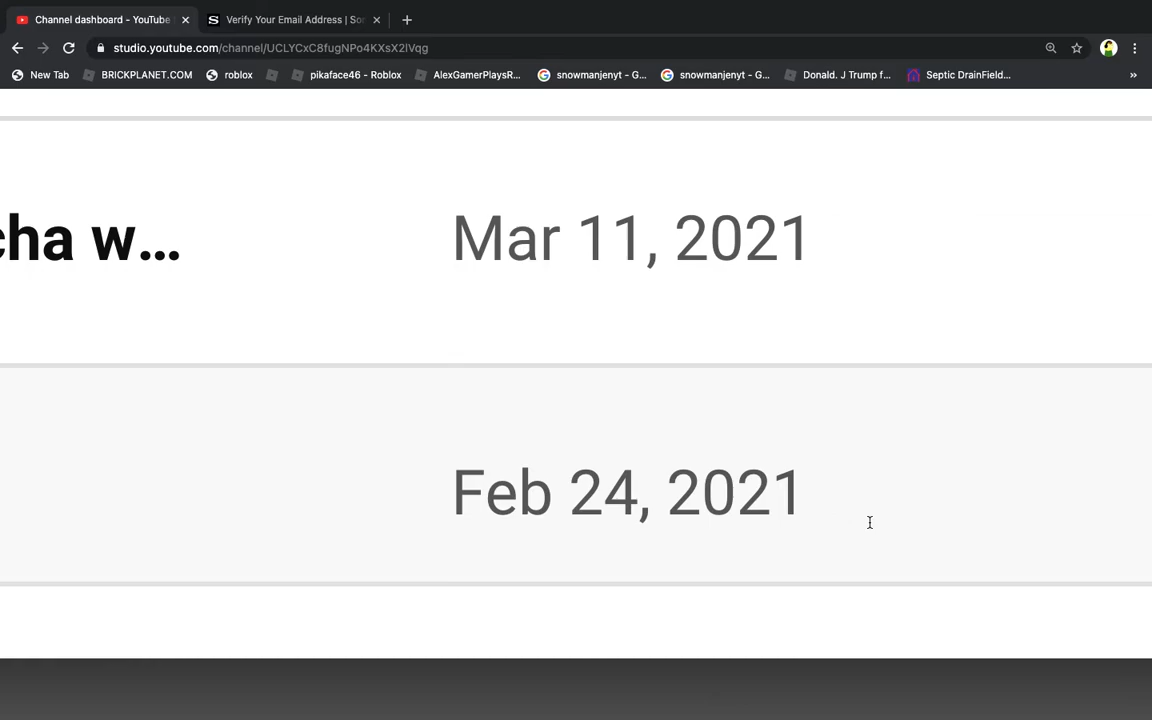 Channel dashboard - YouTube
Verify Your Email Address | Sor
studio.youtube.com/channel/UCLYCxC8fugNPo4KXsX2lVqg
New Tab BRICKPLANET.COM roblox pikaface46 - Roblox AlexGamerPlaysR... snowmanjenyt - G... snowmanjenyt - G... Donald. J Trump f... Septic DrainField... »
cha w... Mar 11, 2021
Feb 24, 2021